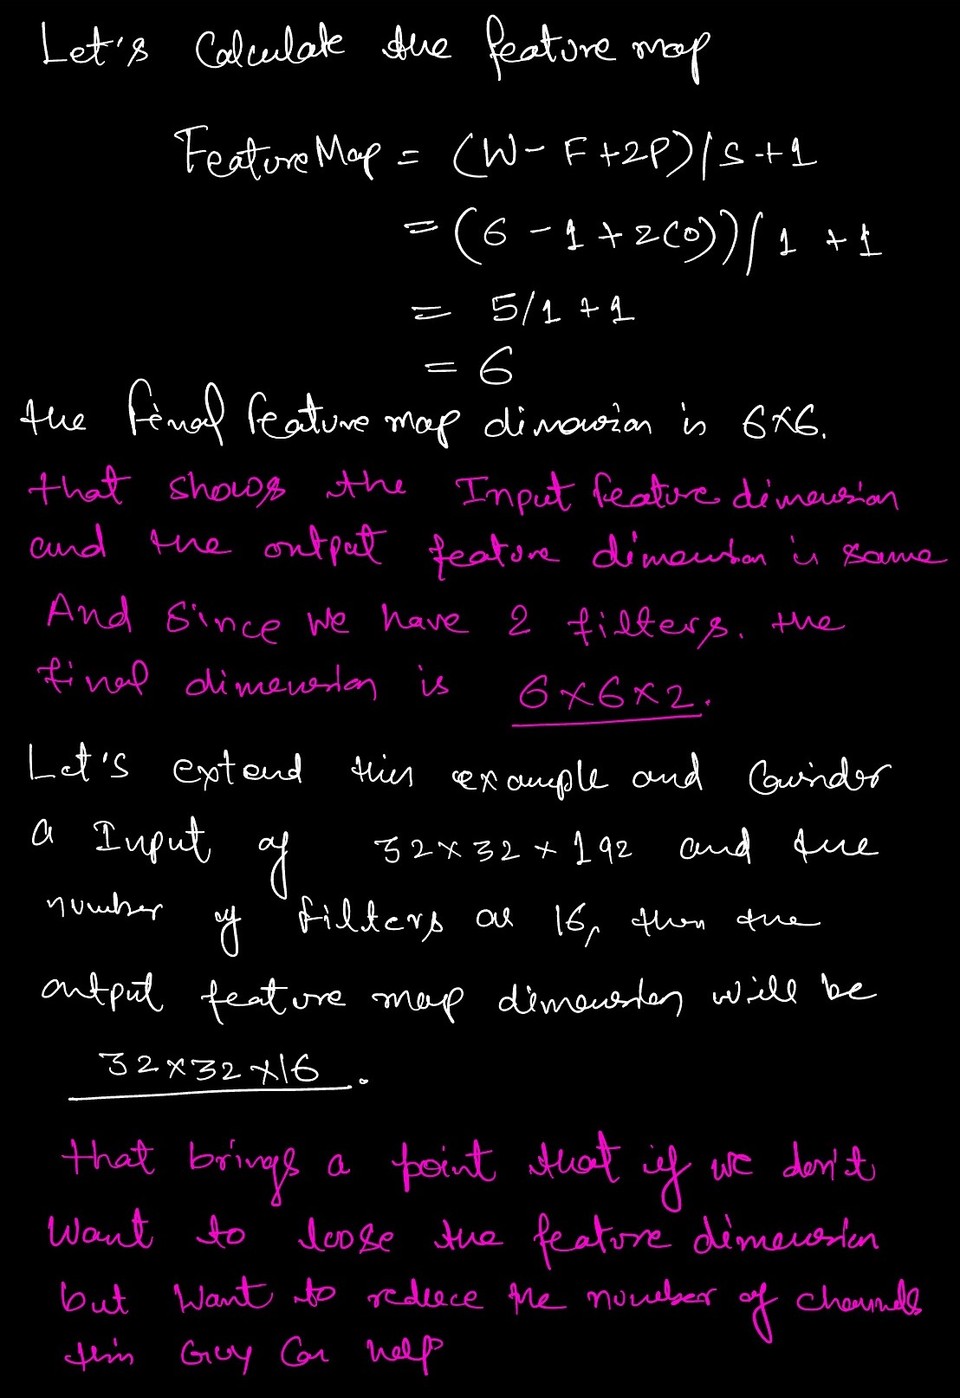 Let's Calculate the feature map
Feature Map = (W - F + 2P) / S + 1
= (6 - 1 + 2(0)) / 1 + 1
= 5/1 + 1
= 6
the final feature map dimension is 6x6.
that shows the Input feature dimension
and the output feature dimension is same
And Since We have 2 filters. the
final dimension is 6x6x2.
Let's extend this example and Consider
a Input of 32x32x192 and the
number of filters as 16, then the
output feature map dimension will be
32x32x16.
that brings a point that if we don't
want to loose the feature dimension
but want to reduce the number of channels
this Guy Can help